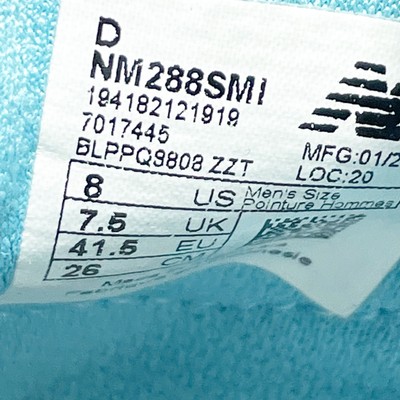 D
NM288SMI
194182121919
7017445
BLPPQ9808 ZZT
MFG:01/2
LOC:20
8 US Men's Size
Pointure Hommes/
7.5 UK
41.5 EU
26 CM